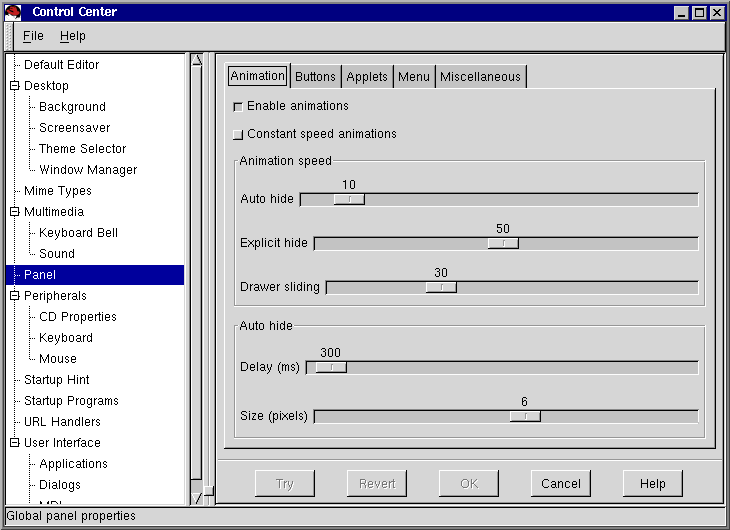 Control Center
File Help
Default Editor
Desktop
Background
Screensaver
Theme Selector
Window Manager
Mime Types
Multimedia
Keyboard Bell
Sound
Panel
Peripherals
CD Properties
Keyboard
Mouse
Startup Hint
Startup Programs
URL Handlers
User Interface
Applications
Dialogs
MDI
Animation Buttons Applets Menu Miscellaneous
Enable animations
Constant speed animations
Animation speed
10
Auto hide
50
Explicit hide
30
Drawer sliding
Auto hide
300
Delay (ms)
6
Size (pixels)
Try Revert OK Cancel Help
Global panel properties